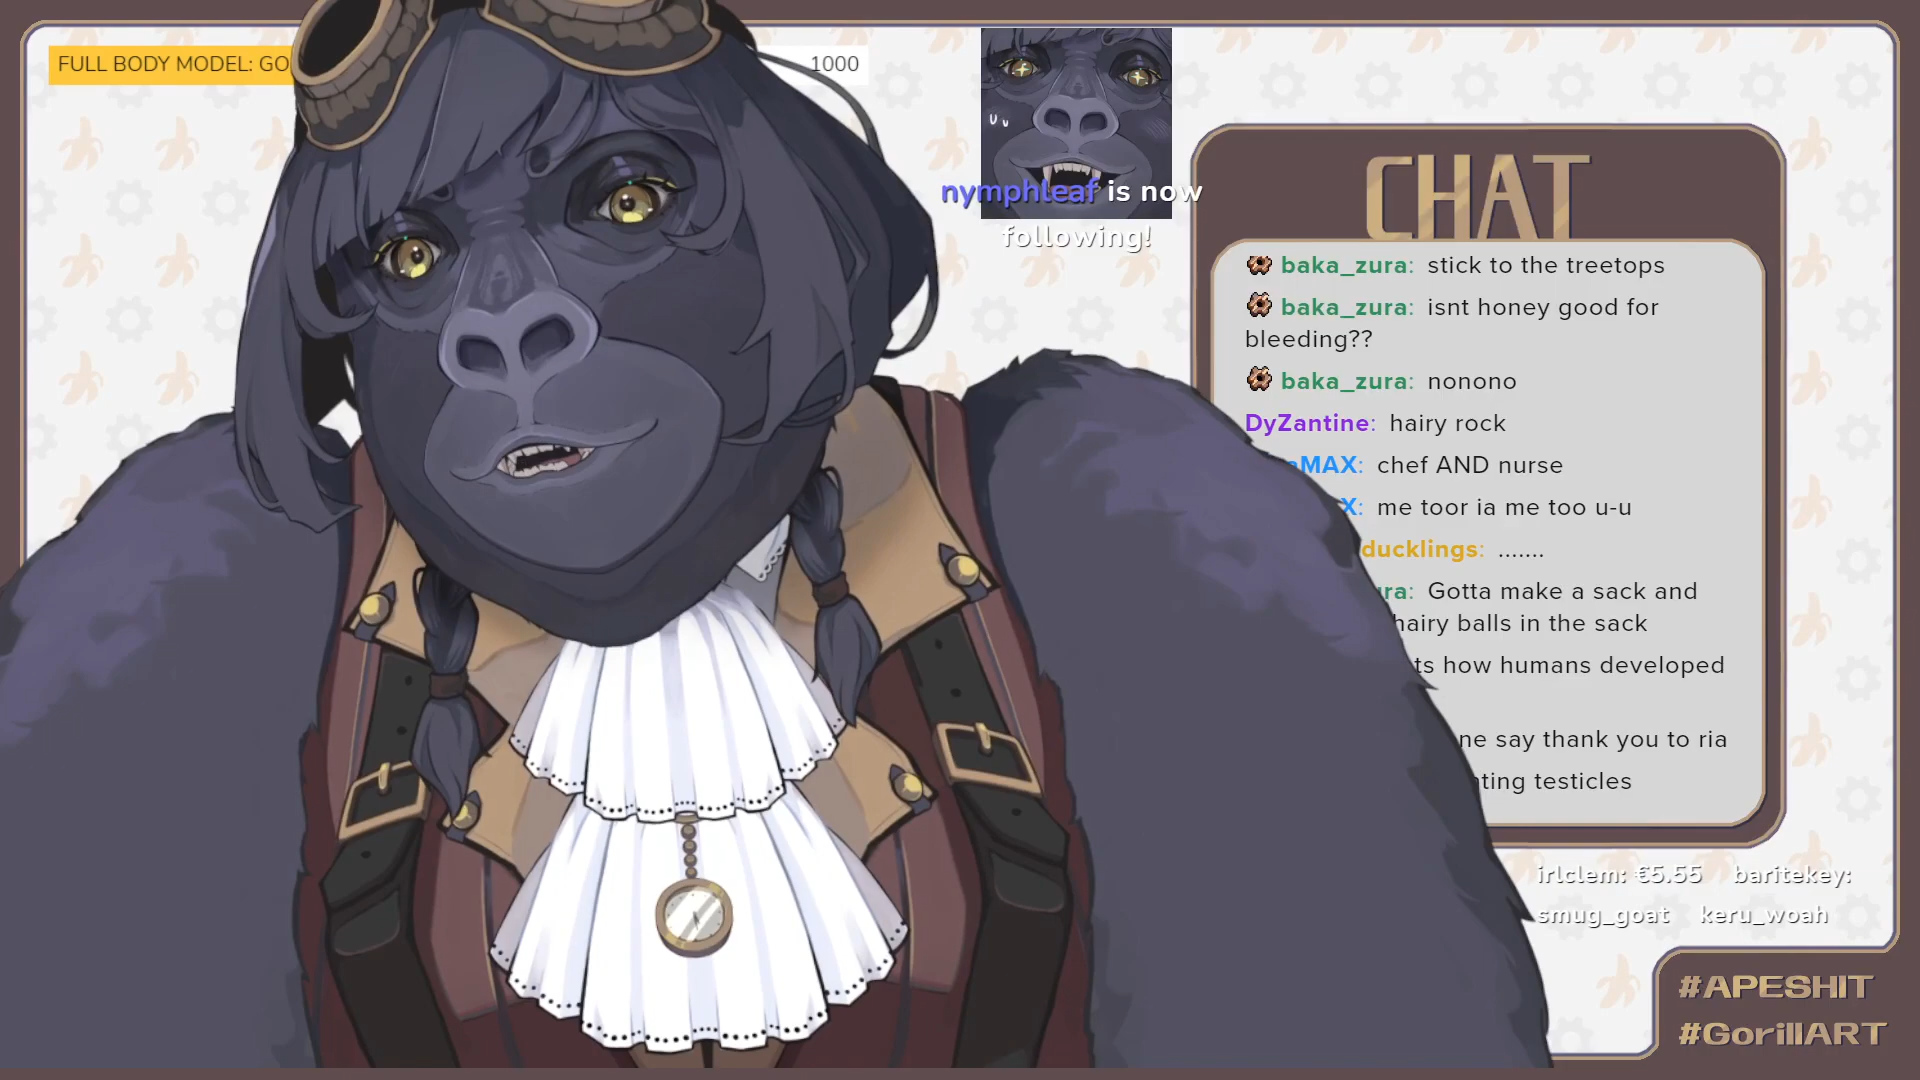 FULL BODY MODEL: GO
1000
nymphleaf is now
following!
CHAT
baka_zura: stick to the treetops
baka_zura: isnt honey good for
bleeding??
baka_zura: nonono
DyZantine: hairy rock
aMAX: chef AND nurse
X: me toor ia me too u-u
ducklings: .......
ra: Gotta make a sack and
hairy balls in the sack
ts how humans developed
ne say thank you to ria
ting testicles
irlclem: €5.55 baritekey:
smug_goat keru_woah
#APESHIT
#GorillART